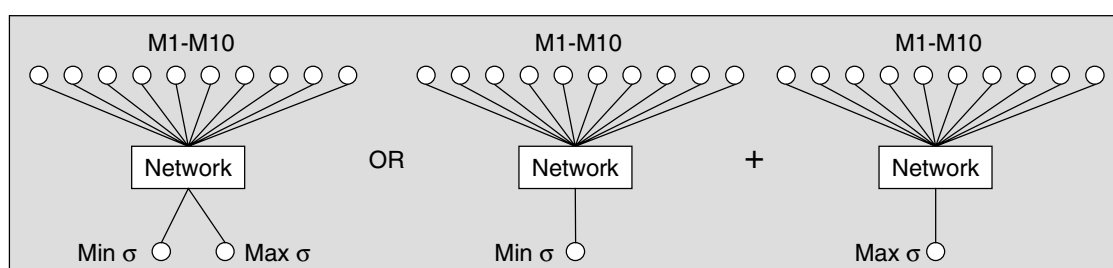 M1-M10 M1-M10 M1-M10
Network OR Network + Network
Min σ Max σ Min σ Max σ